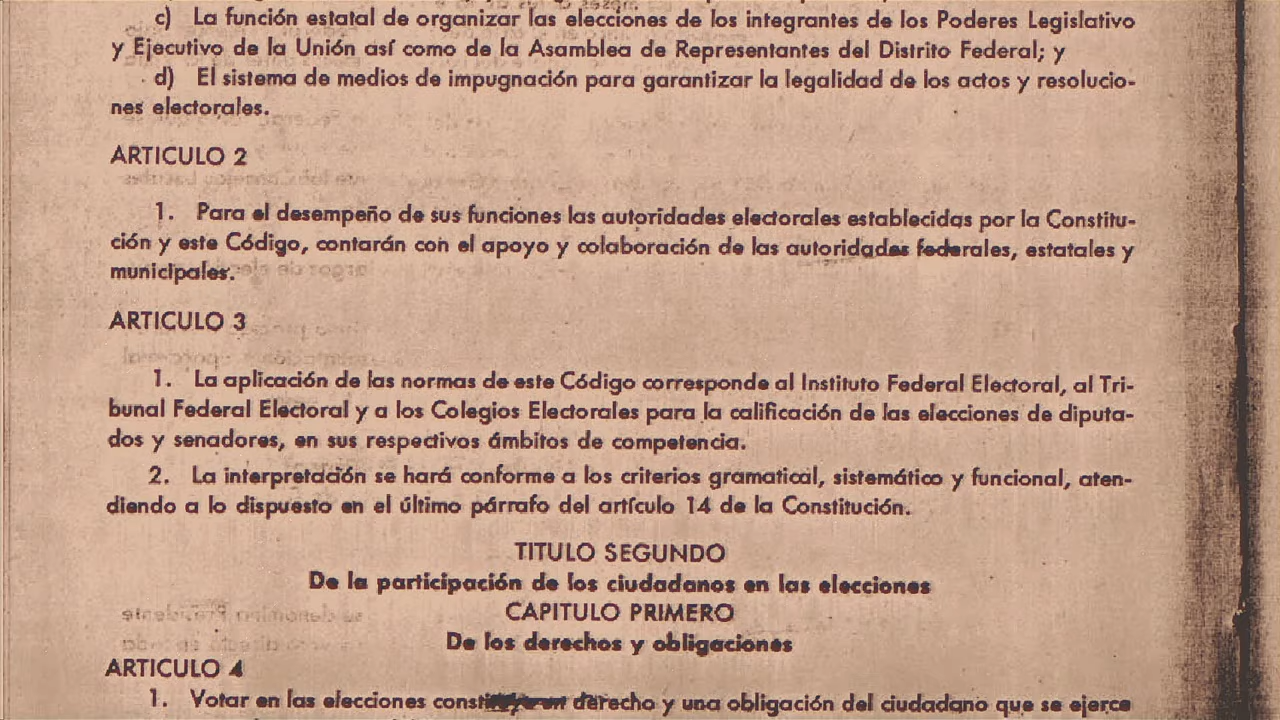 c) La función estatal de organizar las elecciones de los integrantes de los Poderes Legislativo
y Ejecutivo de la Unión así como de la Asamblea de Representantes del Distrito Federal; y
d) El sistema de medios de impugnación para garantizar la legalidad de los actos y resolucio-
nes electorales.
ARTICULO 2
1. Para el desempeño de sus funciones las autoridades electorales establecidas por la Constitu-
ción y este Código, contarán con el apoyo y colaboración de las autoridades federales, estatales y
municipales.
ARTICULO 3
1. La aplicación de las normas de este Código corresponde al Instituto Federal Electoral, al Tri-
bunal Federal Electoral y a los Colegios Electorales para la calificación de las elecciones de diputa-
dos y senadores, en sus respectivos ámbitos de competencia.
2. La interpretación se hará conforme a los criterios gramatical, sistemático y funcional, aten-
diendo a lo dispuesto en el último párrafo del artículo 14 de la Constitución.
TITULO SEGUNDO
De la participación de los ciudadanos en las elecciones
CAPITULO PRIMERO
De los derechos y obligaciones
ARTICULO 4
1. Votar en las elecciones derecho y una obligación del ciudadano que se ejerce